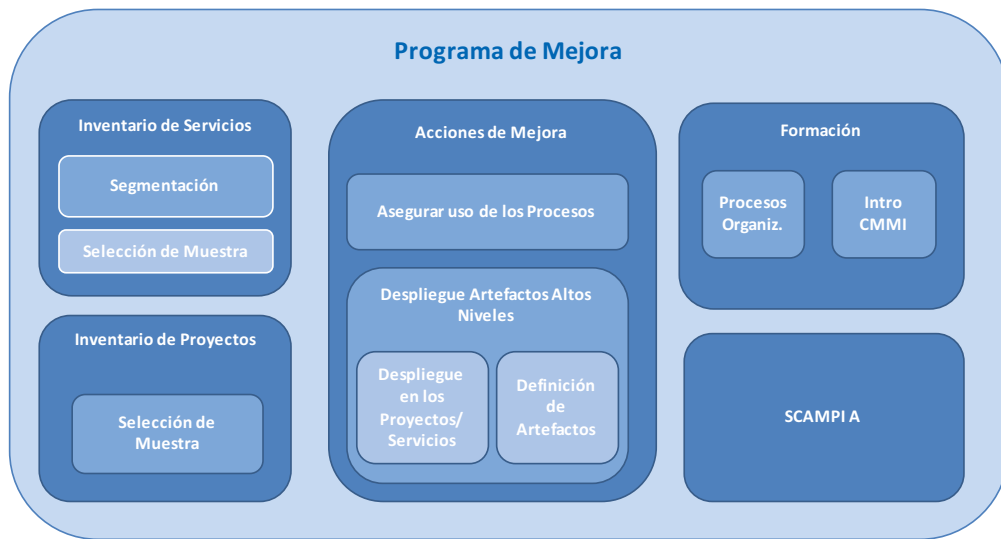 Programa de Mejora
Inventario de Servicios
Segmentación
Selección de Muestra
Inventario de Proyectos
Selección de
Muestra
Acciones de Mejora
Asegurar uso de los Procesos
Despliegue Artefactos Altos
Niveles
Despliegue
en los
Proyectos/
Servicios
Definición
de
Artefactos
Formación
Procesos
Organiz.
Intro
CMMI
SCAMPI A